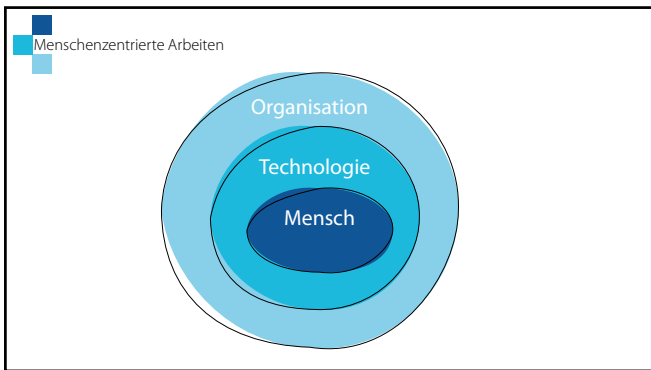 Menschenzentrierte Arbeiten
Organisation
Technologie
Mensch